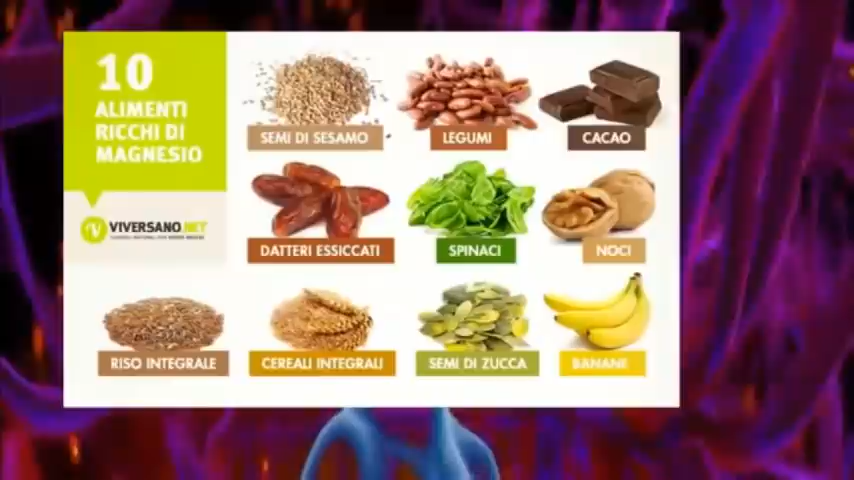 10
ALIMENTI
RICCHI DI
MAGNESIO
VIVERSANO.NET
SEMI DI SESAMO
LEGUMI
CACAO
DATTERI ESSICCATI
SPINACI
NOCI
RISO INTEGRALE
CEREALI INTEGRALI
SEMI DI ZUCCA
BANANE